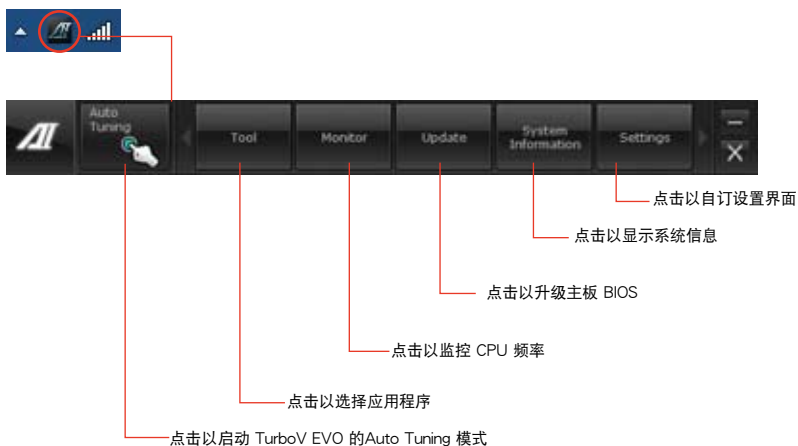 Auto
Tuning
Tool
Monitor
Update
System
Information
Settings
点击以自订设置界面
点击以显示系统信息
点击以升级主板 BIOS
点击以监控 CPU 频率
点击以选择应用程序
点击以启动 TurboV EVO 的Auto Tuning 模式